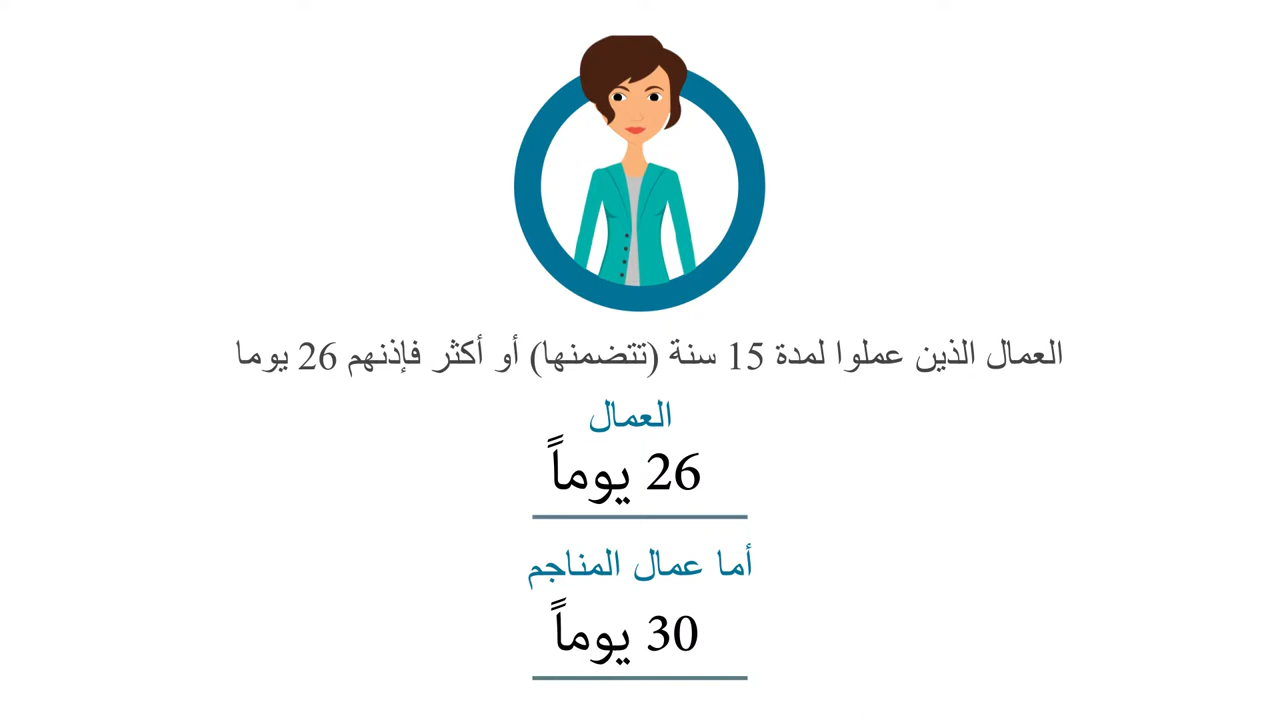 العمال الذين عملوا لمدة 15 سنة (تتضمنها) أو أكثر فإذنهم 26 يوما
العمال
26 يوماً
أما عمال المناجم
30 يوماً